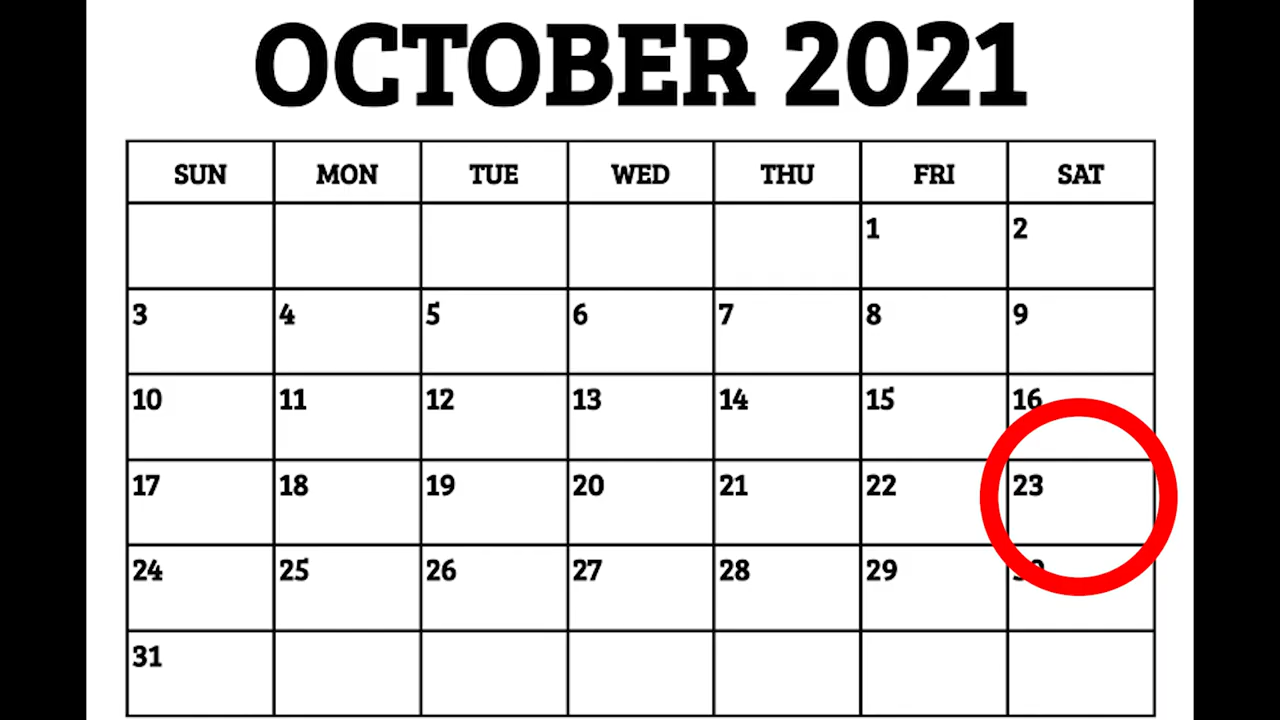 OCTOBER 2021
SUN MON TUE WED THU FRI SAT
1 2
3 4 5 6 7 8 9
10 11 12 13 14 15 16
17 18 19 20 21 22 23
24 25 26 27 28 29 30
31